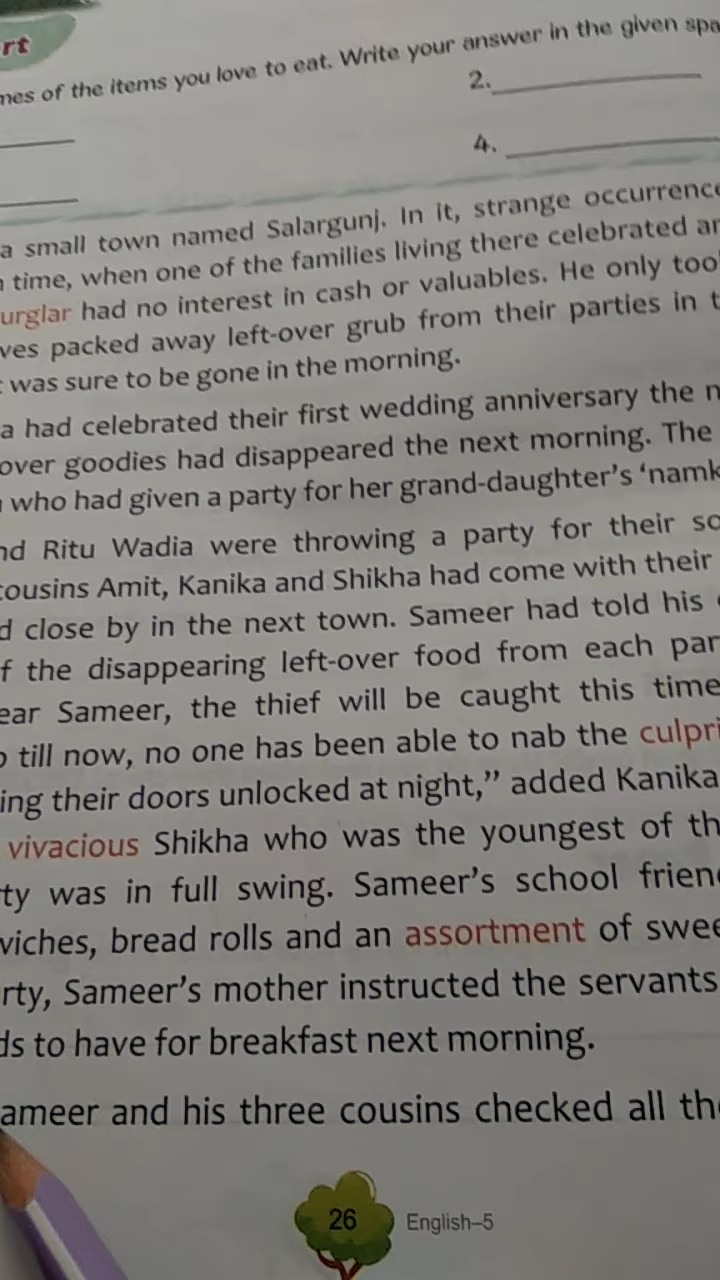 rt
mes of the items you love to eat. Write your answer in the given spa
2.
4.
a small town named Salargunj. In it, strange occurrence
time, when one of the families living there celebrated an
urglar had no interest in cash or valuables. He only too
ves packed away left-over grub from their parties in t
was sure to be gone in the morning.
a had celebrated their first wedding anniversary the n
over goodies had disappeared the next morning. The
who had given a party for her grand-daughter's 'namk
nd Ritu Wadia were throwing a party for their so
cousins Amit, Kanika and Shikha had come with their
d close by in the next town. Sameer had told his
f the disappearing left-over food from each par
ear Sameer, the thief will be caught this time
o till now, no one has been able to nab the culpri
ing their doors unlocked at night," added Kanika
vivacious Shikha who was the youngest of th
ty was in full swing. Sameer's school frien
wiches, bread rolls and an assortment of swee
rty, Sameer's mother instructed the servants
ds to have for breakfast next morning.
ameer and his three cousins checked all the
26 English–5